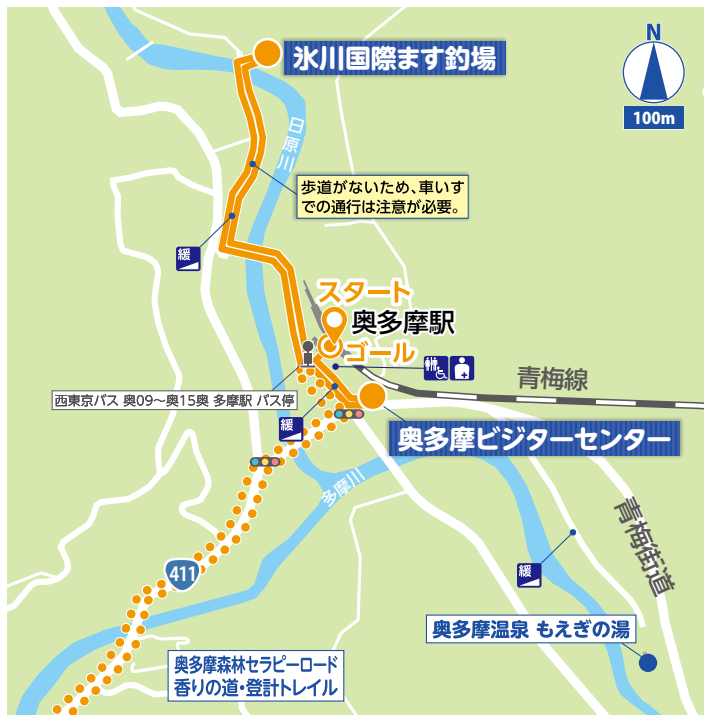 氷川国際ます釣場
N
100m
日原川
歩道がないため、車いす
での通行は注意が必要。
緩
スタート
奥多摩駅
ゴール
青梅線
西東京バス 奥09～奥15奥 多摩駅 バス停
緩
奥多摩ビジターセンター
多摩川
青梅街道
411
緩
奥多摩温泉 もえぎの湯
奥多摩森林セラピーロード
香りの道・登計トレイル